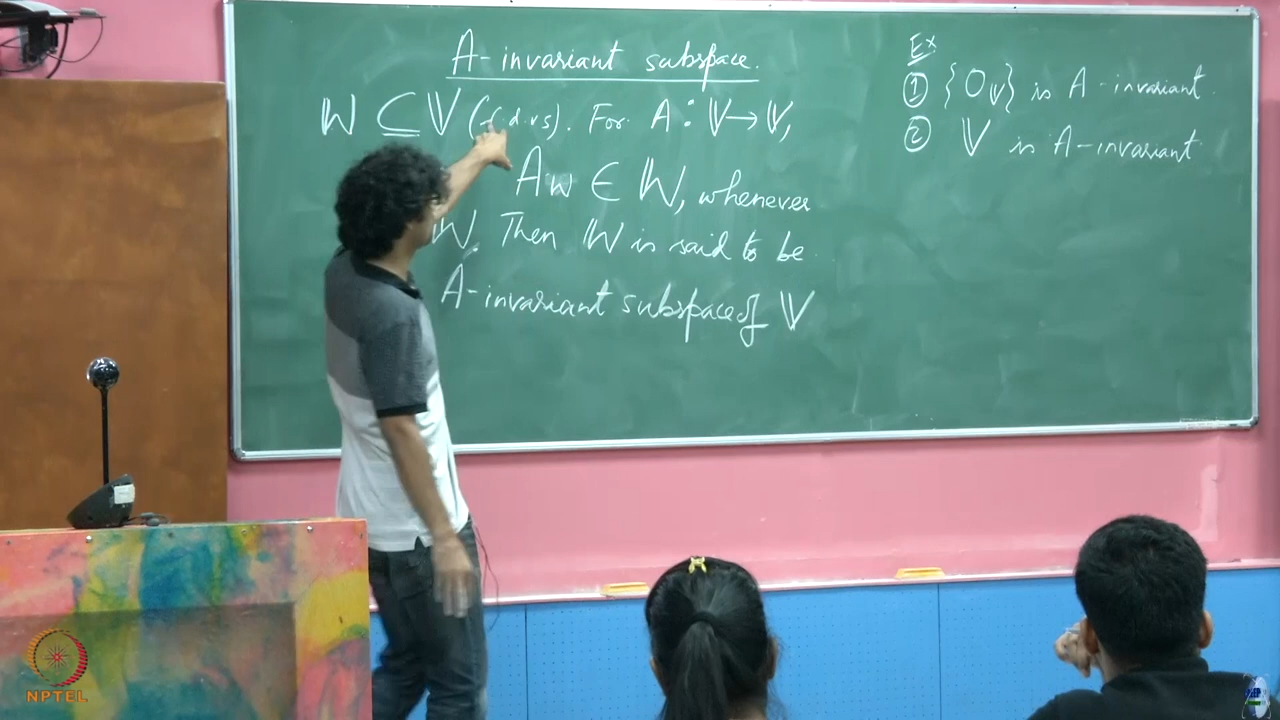 A-invariant subspace.
𝕎 ⊆ 𝕍 (f.d.v.s). For A : 𝕍 → 𝕍,
Aw ∈ 𝕎, whenever
𝕎. Then 𝕎 is said to be
A-invariant subspace of 𝕍
Ex
① {0_𝕍} is A-invariant.
② 𝕍 is A-invariant
NPTEL